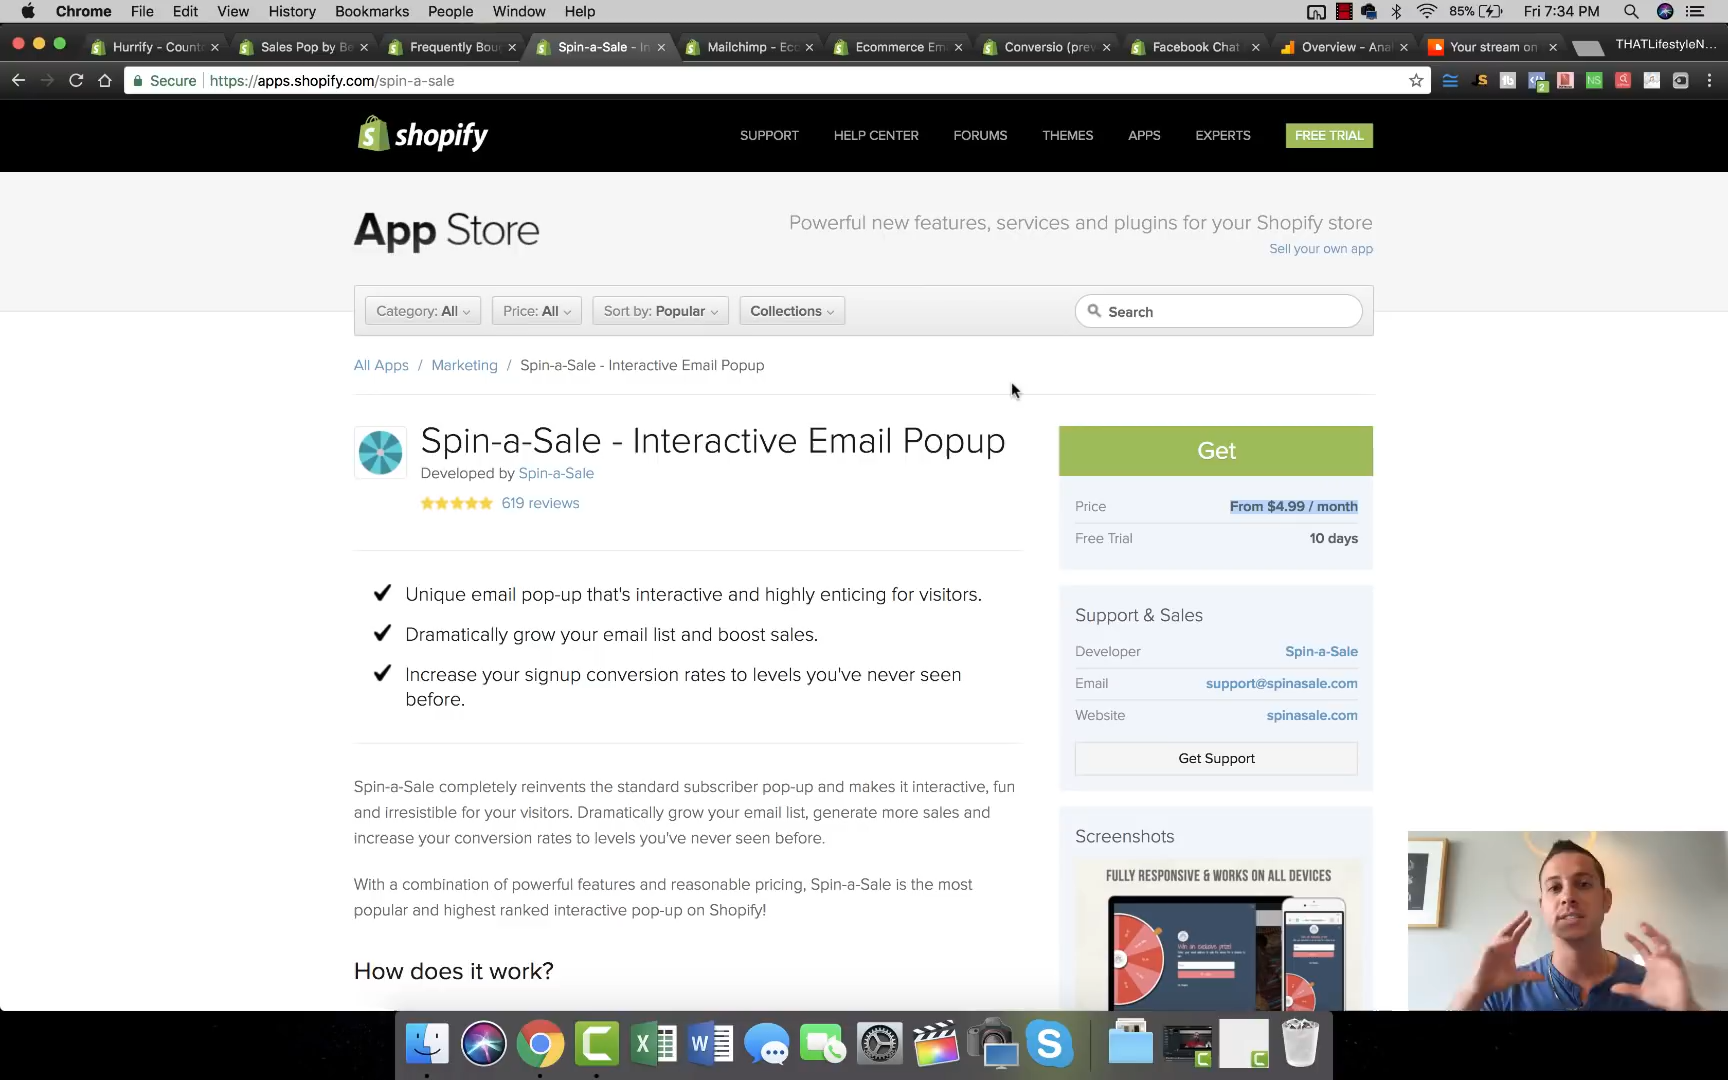 Chrome File Edit View History Bookmarks People Window Help 85% Fri 7:34 PM
Hurrify - Count Sales Pop by Be Frequently Boug Spin-a-Sale - In Mailchimp - Eco Ecommerce Em Conversio (prev Facebook Chat Overview - Anal Your stream on THATLifestyleN...
Secure https://apps.shopify.com/spin-a-sale
shopify SUPPORT HELP CENTER FORUMS THEMES APPS EXPERTS FREE TRIAL
App Store Powerful new features, services and plugins for your Shopify store
Sell your own app
Category: All Price: All Sort by: Popular Collections Search
All Apps / Marketing / Spin-a-Sale - Interactive Email Popup
Spin-a-Sale - Interactive Email Popup
Developed by Spin-a-Sale
619 reviews
Get
Price From $4.99 / month
Free Trial 10 days
Unique email pop-up that's interactive and highly enticing for visitors.
Dramatically grow your email list and boost sales.
Increase your signup conversion rates to levels you've never seen
before.
Support & Sales
Developer Spin-a-Sale
Email support@spinasale.com
Website spinasale.com
Get Support
Spin-a-Sale completely reinvents the standard subscriber pop-up and makes it interactive, fun
and irresistible for your visitors. Dramatically grow your email list, generate more sales and
increase your conversion rates to levels you've never seen before.
With a combination of powerful features and reasonable pricing, Spin-a-Sale is the most
popular and highest ranked interactive pop-up on Shopify!
How does it work?
Screenshots
FULLY RESPONSIVE & WORKS ON ALL DEVICES